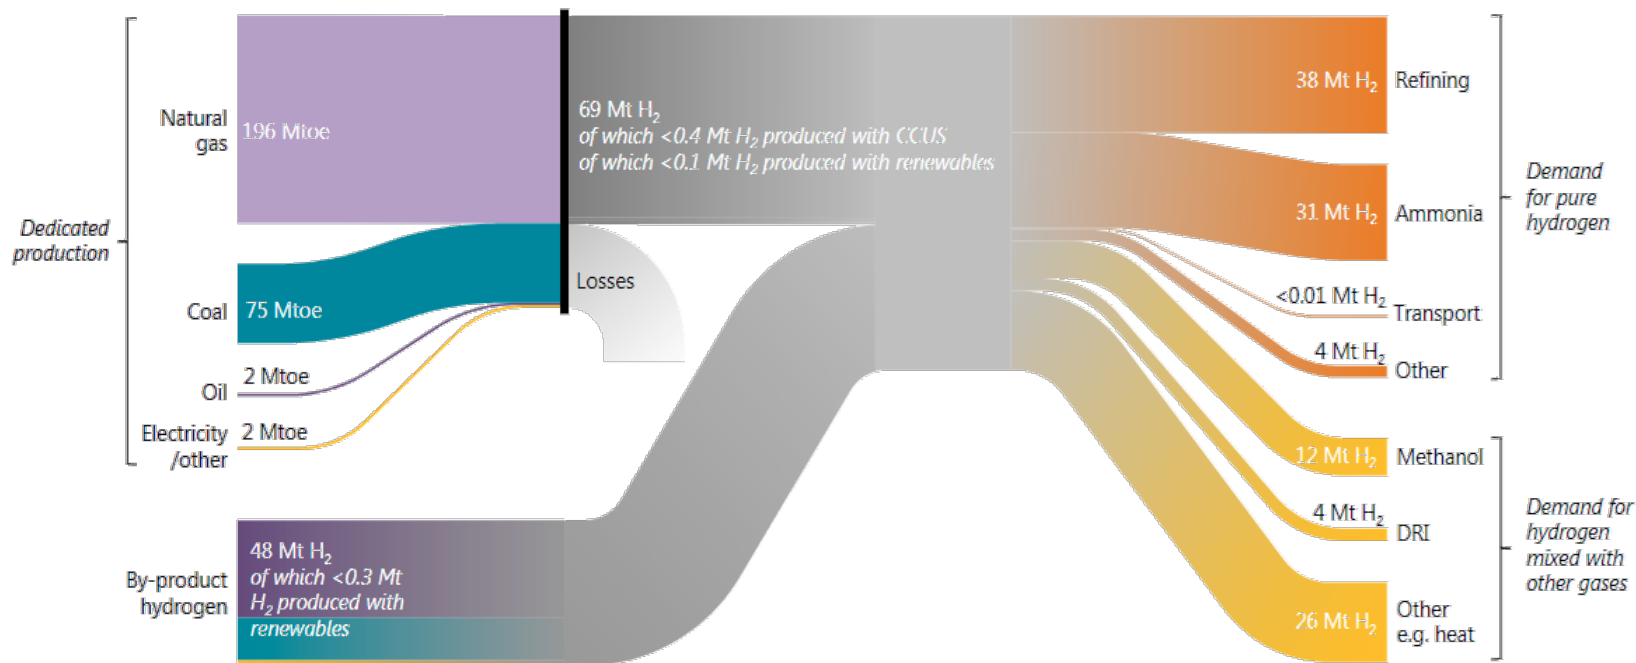 Dedicated
production
Natural
gas
196 Mtoe
Coal
75 Mtoe
Oil
2 Mtoe
Electricity
/other
2 Mtoe
By-product
hydrogen
48 Mt H₂
of which <0.3 Mt
H₂ produced with
renewables
69 Mt H₂
of which <0.4 Mt H₂ produced with CCUS
of which <0.1 Mt H₂ produced with renewables
Losses
38 Mt H₂
Refining
31 Mt H₂
Ammonia
<0.01 Mt H₂
Transport
4 Mt H₂
Other
Demand
for pure
hydrogen
12 Mt H₂
Methanol
4 Mt H₂
DRI
26 Mt H₂
Other
e.g. heat
Demand for
hydrogen
mixed with
other gases